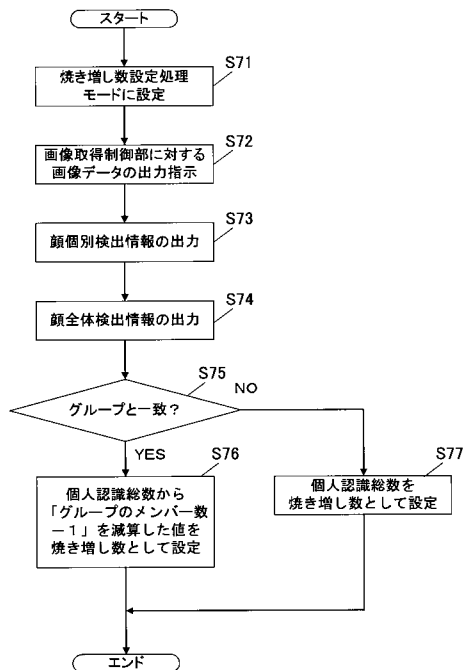 スタート
S71
焼き増し数設定処理
モードに設定
S72
画像取得制御部に対する
画像データの出力指示
S73
顔個別検出情報の出力
S74
顔全体検出情報の出力
S75
グループと一致?
NO
YES
S76
個人認識総数から
「グループのメンバー数
－1」を減算した値を
焼き増し数として設定
S77
個人認識総数を
焼き増し数として設定
エンド